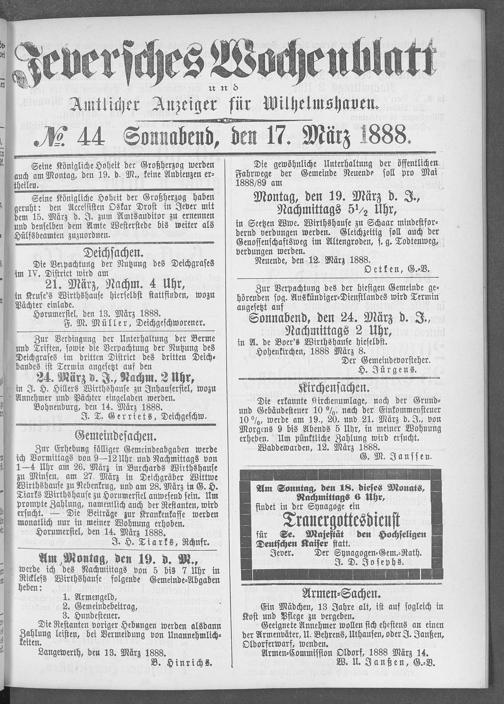 Jeversches Wochenblatt
und
Amtlicher Anzeiger für Wilhelmshaven.
№. 44 Sonnabend, den 17. März 1888.
Seine Königliche Hoheit der Großherzog werden
auch am Montag, den 19. d. M., keine Audienzen er-
theilen.
Seine Königliche Hoheit der Großherzog haben
geruht: den Accessisten Oskar Drost in Jever mit
dem 15. März d. J. zum Amtsauditor zu ernennen
und denselben dem Amte Westerstede bis weiter als
Hülfsbeamten zuzuordnen.
Deichsachen.
Die Verpachtung der Nutzung des Deichgrases
im IV. District wird am
21. März, Nachm. 4 Uhr,
in Kruse's Wirthshause hierselbst stattfinden, wozu
Pächter einlade.
Horumersiel, den 13. März 1888.
F. M. Müller, Deichgeschworener.
Zur Verdingung der Unterhaltung der Berme
und Triften, sowie die Verpachtung der Nutzung des
Deichgrases im dritten District des dritten Deich-
bandes ist Termin angesetzt auf den
24. März d. J., Nachm. 2 Uhr,
in J. H. Hillers Wirthshause zu Inhausersiel, wozu
Annehmer und Pächter eingeladen werden.
Bohnenburg, den 14. März 1888.
J. T. Gerriets, Deichgeschw.
Gemeindesachen.
Zur Erhebung fälliger Gemeindeabgaben werde
ich Vormittags von 9—12 Uhr und Nachmittags von
1—4 Uhr am 26. März in Burchards Wirthshause
zu Minsen, am 27. März in Deichgräber Wittwe
Wirthshause zu Mederns, und am 28. März in G. H.
Tiarks Wirthshause zu Horumersiel anwesend sein. Um
prompte Zahlung, namentlich auch der Restanten, wird
ersucht. — Die Beiträge zur Krankenkasse werden
monatlich nur in meiner Wohnung erhoben.
Horumersiel, den 14. März 1888.
J. H. Tiarks, Rchnsr.
Am Montag, den 19. d. M.,
werde ich des Nachmittags von 5 bis 7 Uhr in
Ricklefs Wirthshause folgende Gemeinde-Abgaben
heben:
1. Armengeld,
2. Gemeindebeitrag,
3. Hundesteuer.
Die Restanten voriger Hebungen werden alsdann
Zahlung leisten, bei Vermeidung von Unannehmlich-
keiten.
Langewerth, den 13. März 1888.
B. Hinrichs.
Die gewöhnliche Unterhaltung der öffentlichen
Fahrwege der Gemeinde Neuende soll pro Mai
1888/89 am
Montag, den 19. März d. J.,
Nachmittags 5½ Uhr,
in Seetzen Wwe. Wirthshause zu Schaar mindestfor-
dernd verdungen werden. Gleichzeitig soll auch der
Genossenschaftsweg im Altengroden, s. g. Todtenweg,
verdungen werden.
Neuende, den 12. März 1888.
Oetken, G.-V.
Zur Verpachtung des der hiesigen Gemeinde ge-
hörenden sog. Auskündiger-Dienstlandes wird Termin
angesetzt auf
Sonnabend, den 24. März d. J.,
Nachmittags 2 Uhr,
in A. de Boer's Wirthshause hieselbst.
Hohenkirchen, 1888 März 8.
Der Gemeindevorsteher.
H. Jürgens.
Kirchensachen.
Die erkannte Kirchenumlage, nach der Grund-
und Gebäudesteuer 10 %, nach der Einkommensteuer
10 %, werde am 19., 20. und 21. März d. J., von
Morgens 9 bis Abends 5 Uhr, in meiner Wohnung
erheben. Um pünktliche Zahlung wird ersucht.
Waddewarden, 12. März 1888.
G. M. Janssen.
Am Sonntag, den 18. dieses Monats,
Nachmittags 6 Uhr,
findet in der Synagoge ein
Trauergottesdienst
für Se. Majestät den Hochseligen
Deutschen Kaiser statt.
Jever. Der Synagogen-Gem.-Rath.
J. D. Josephs.
Armen-Sachen.
Ein Mädchen, 13 Jahre alt, ist auf sogleich in
Kost und Pflege zu vergeben.
Geeignete Annehmer wollen sich ehestens an einen
der Armenväter, U. Behrens, Uthausen, oder J. Janßen,
Oldorferwarf, wenden.
Armen-Commission Oldorf, 1888 März 14.
W. U. Janßen, G.-V.